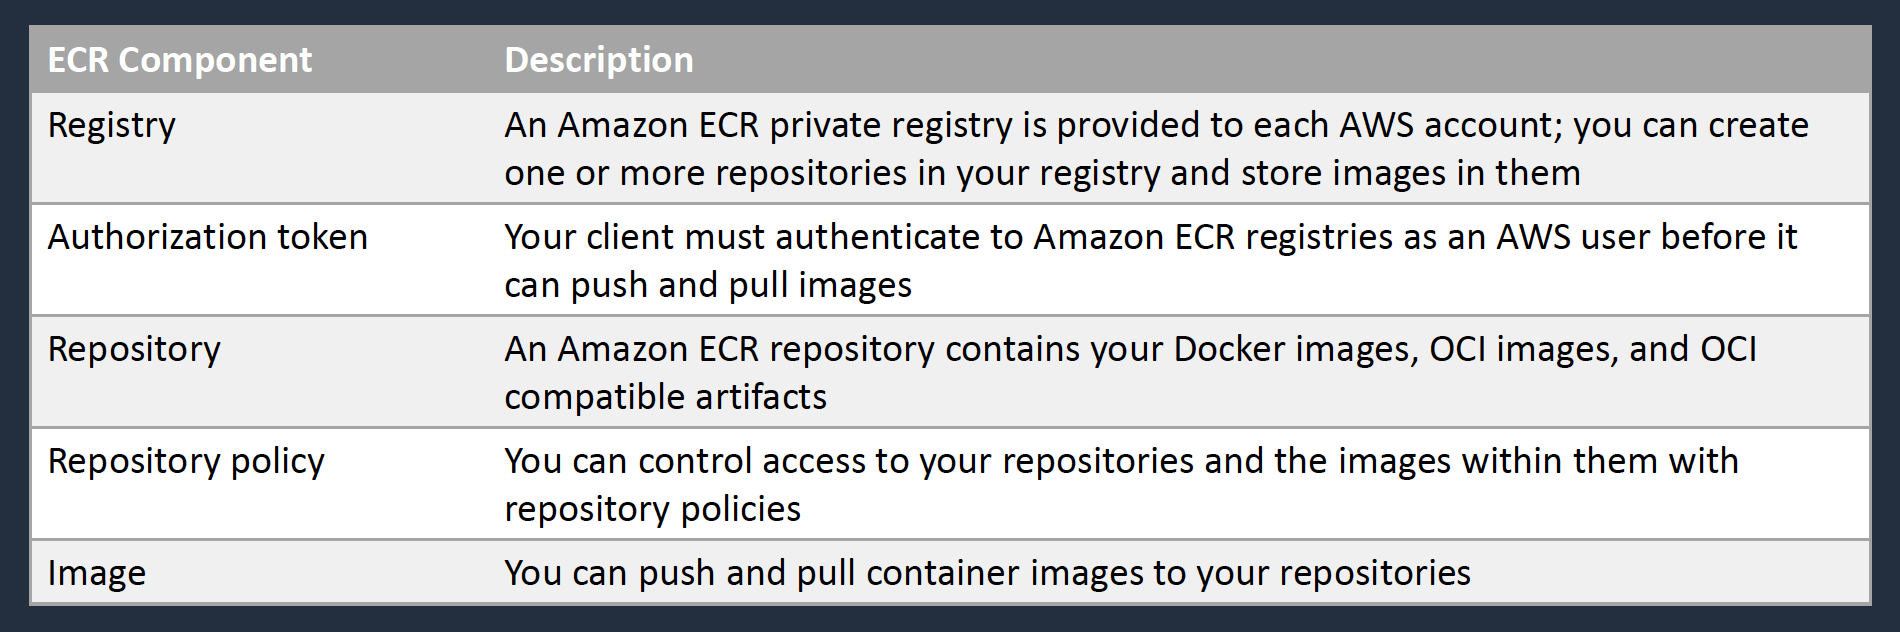 ECR Component Description
Registry An Amazon ECR private registry is provided to each AWS account; you can create
one or more repositories in your registry and store images in them
Authorization token Your client must authenticate to Amazon ECR registries as an AWS user before it
can push and pull images
Repository An Amazon ECR repository contains your Docker images, OCI images, and OCI
compatible artifacts
Repository policy You can control access to your repositories and the images within them with
repository policies
Image You can push and pull container images to your repositories